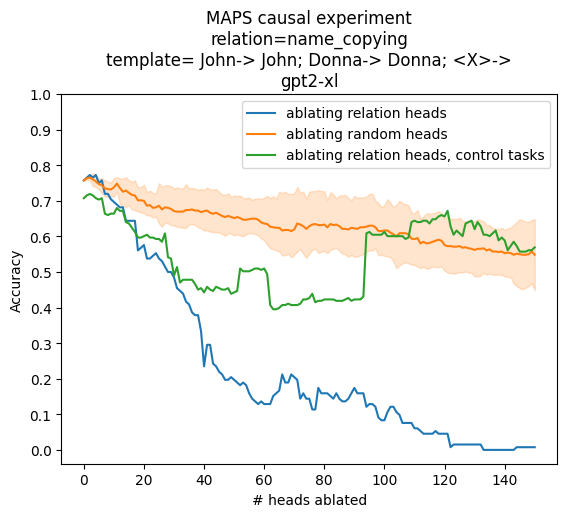 MAPS causal experiment
relation=name_copying
template= John-> John; Donna-> Donna; <X>->
gpt2-xl
ablating relation heads
ablating random heads
ablating relation heads, control tasks
Accuracy
1.0
0.9
0.8
0.7
0.6
0.5
0.4
0.3
0.2
0.1
0.0
0 20 40 60 80 100 120 140
# heads ablated